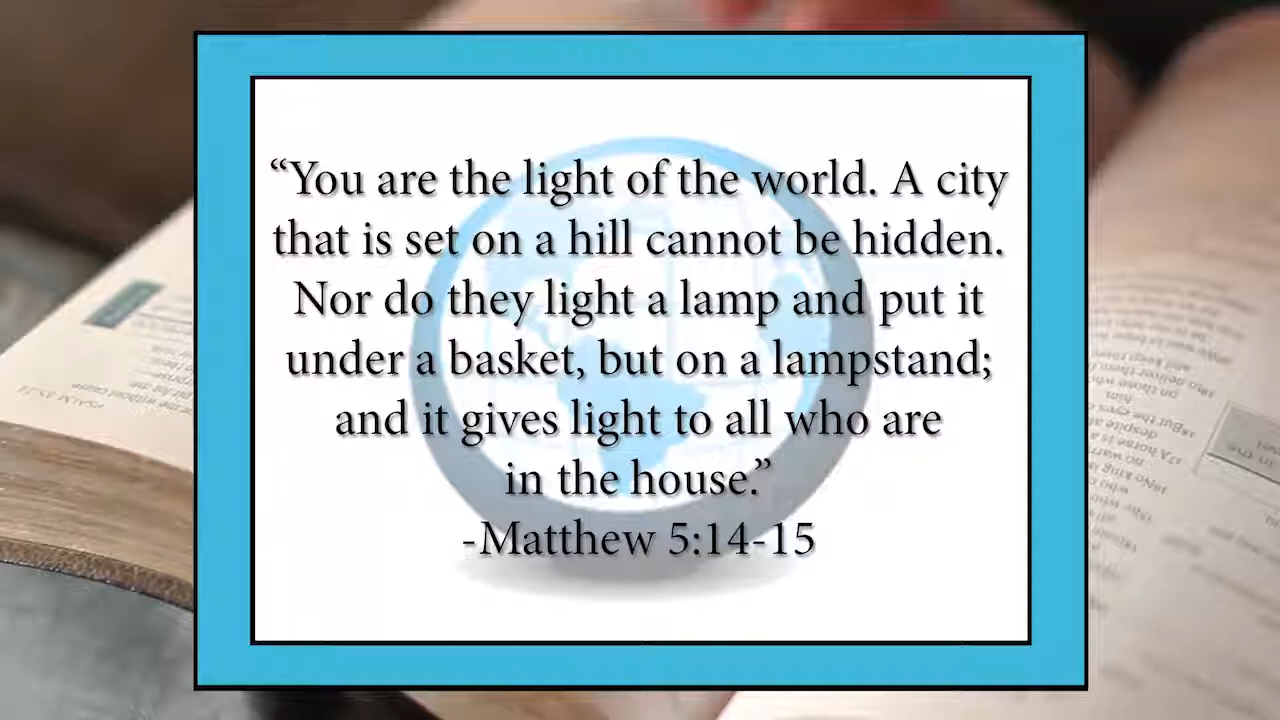 “You are the light of the world. A city
that is set on a hill cannot be hidden.
Nor do they light a lamp and put it
under a basket, but on a lampstand;
and it gives light to all who are
in the house.”
-Matthew 5:14-15